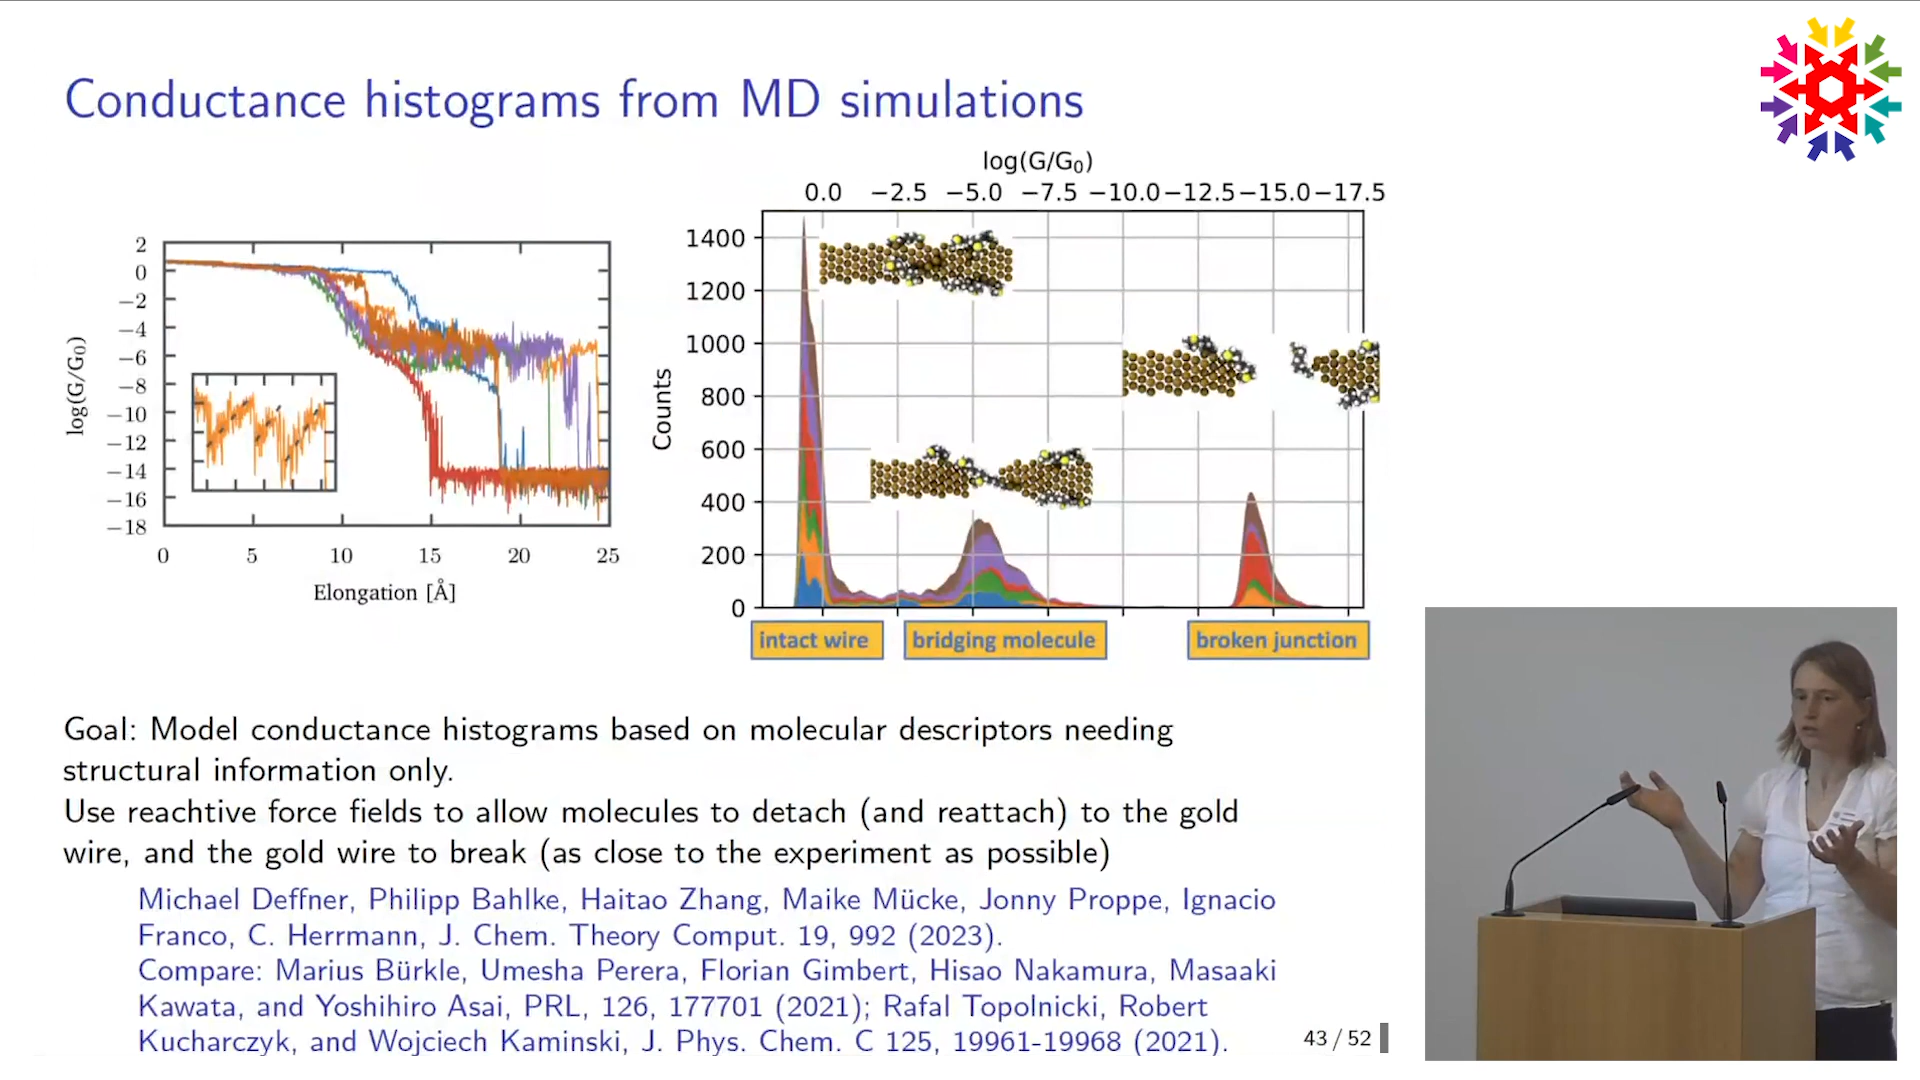 Conductance histograms from MD simulations
log(G/G0)
0.0 −2.5 −5.0 −7.5 −10.0 −12.5 −15.0 −17.5
2
0
−2
−4
−6
−8
−10
−12
−14
−16
−18
log(G/G0)
0 5 10 15 20 25
Elongation [Å]
1400
1200
1000
800
600
400
200
0
Counts
intact wire
bridging molecule
broken junction
Goal: Model conductance histograms based on molecular descriptors needing
structural information only.
Use reachtive force fields to allow molecules to detach (and reattach) to the gold
wire, and the gold wire to break (as close to the experiment as possible)
Michael Deffner, Philipp Bahlke, Haitao Zhang, Maike Mücke, Jonny Proppe, Ignacio
Franco, C. Herrmann, J. Chem. Theory Comput. 19, 992 (2023).
Compare: Marius Bürkle, Umesha Perera, Florian Gimbert, Hisao Nakamura, Masaaki
Kawata, and Yoshihiro Asai, PRL, 126, 177701 (2021); Rafal Topolnicki, Robert
Kucharczyk, and Wojciech Kaminski, J. Phys. Chem. C 125, 19961-19968 (2021).
43 / 52